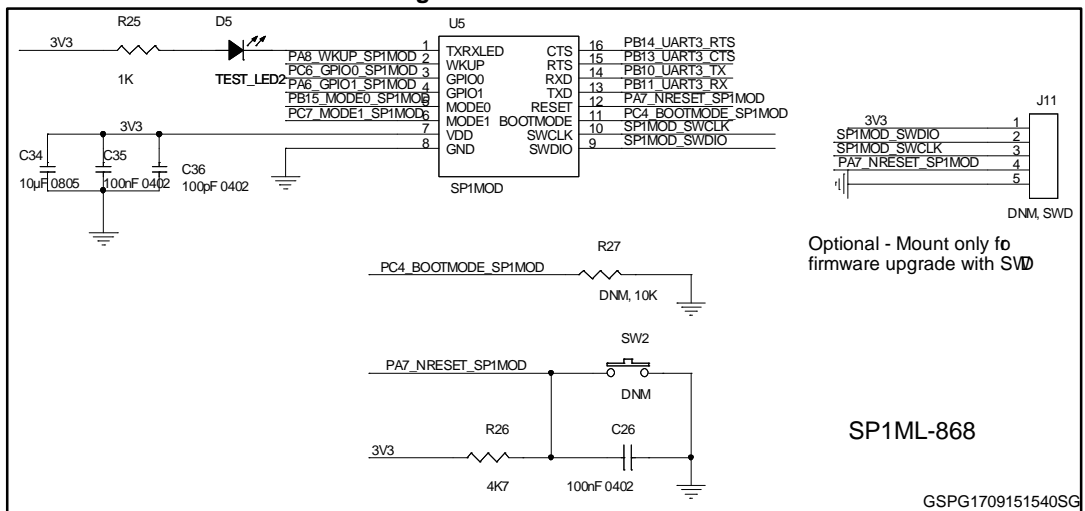 R25
D5
U5
3V3
1K
TEST_LED2
1 TXRXLED CTS 16 PB14_UART3_RTS
PA8_WKUP_SP1MOD 2 WKUP RTS 15 PB13_UART3_CTS
PC6_GPIO0_SP1MOD 3 GPIO0 RXD 14 PB10_UART3_TX
PA6_GPIO1_SP1MOD 4 GPIO1 TXD 13 PB11_UART3_RX
PB15_MODE0_SP1MOD 5 MODE0 RESET 12 PA7_NRESET_SP1MOD
PC7_MODE1_SP1MOD 6 MODE1 BOOTMODE 11 PC4_BOOTMODE_SP1MOD
7 VDD SWCLK 10 SP1MOD_SWCLK
8 GND SWDIO 9 SP1MOD_SWDIO
SP1MOD
3V3
C34
10µF 0805
C35
100nF 0402
C36
100pF 0402
J11
3V3 1
SP1MOD_SWDIO 2
SP1MOD_SWCLK 3
PA7_NRESET_SP1MOD 4
5
DNM, SWD
Optional - Mount only fo
firmware upgrade with SWD
R27
PC4_BOOTMODE_SP1MOD
DNM, 10K
SW2
PA7_NRESET_SP1MOD
DNM
R26
C26
3V3
4K7
100nF 0402
SP1ML-868
GSPG1709151540SG